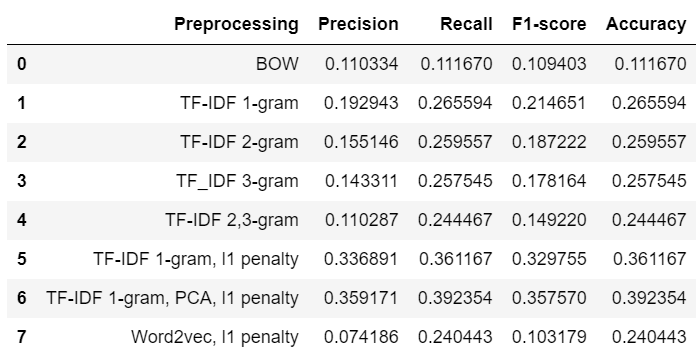 Preprocessing Precision Recall F1-score Accuracy
0 BOW 0.110334 0.111670 0.109403 0.111670
1 TF-IDF 1-gram 0.192943 0.265594 0.214651 0.265594
2 TF-IDF 2-gram 0.155146 0.259557 0.187222 0.259557
3 TF_IDF 3-gram 0.143311 0.257545 0.178164 0.257545
4 TF-IDF 2,3-gram 0.110287 0.244467 0.149220 0.244467
5 TF-IDF 1-gram, l1 penalty 0.336891 0.361167 0.329755 0.361167
6 TF-IDF 1-gram, PCA, l1 penalty 0.359171 0.392354 0.357570 0.392354
7 Word2vec, l1 penalty 0.074186 0.240443 0.103179 0.240443